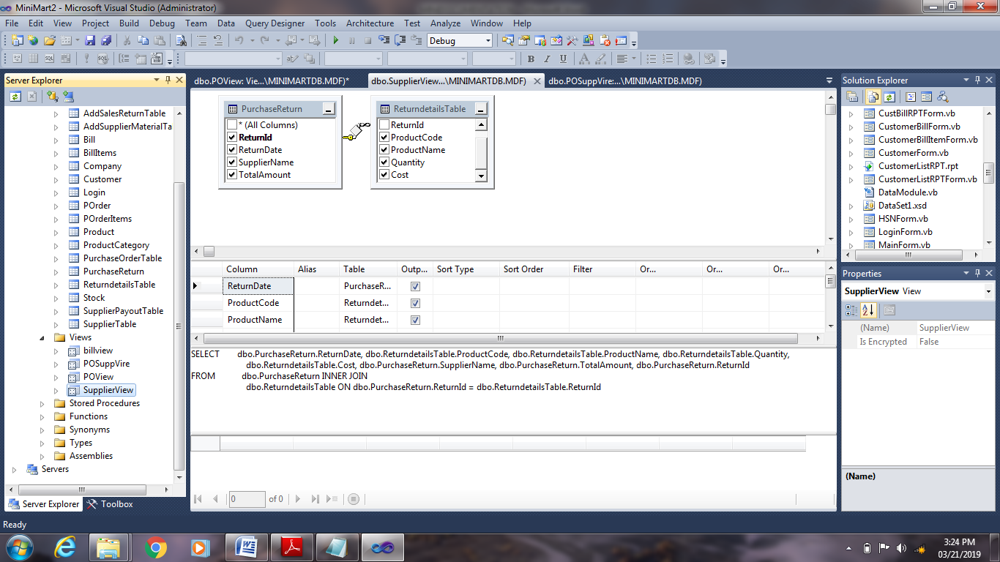 MiniMart2 - Microsoft Visual Studio (Administrator)
File Edit View Project Build Debug Team Data Query Designer Tools Architecture Test Analyze Window Help
Debug
Server Explorer
AddSalesReturnTable
AddSupplierMaterialTa
Bill
BillItems
Company
Customer
Login
POrder
POrderItems
Product
ProductCategory
PurchaseOrderTable
PurchaseReturn
ReturndetailsTable
Stock
SupplierPayoutTable
SupplierTable
Views
billview
POSuppVire
POView
SupplierView
Stored Procedures
Functions
Synonyms
Types
Assemblies
Servers
Server Explorer Toolbox
dbo.POView: Vie...\MINIMARTDB.MDF)* dbo.SupplierView...\MINIMARTDB.MDF) dbo.POSuppVire:...\MINIMARTDB.MDF)
PurchaseReturn
* (All Columns)
ReturnId
ReturnDate
SupplierName
TotalAmount
ReturndetailsTable
ReturnId
ProductCode
ProductName
Quantity
Cost
Column Alias Table Outp... Sort Type Sort Order Filter Or... Or... Or...
ReturnDate PurchaseR...
ProductCode Returndet...
ProductName Returndet...
SELECT dbo.PurchaseReturn.ReturnDate, dbo.ReturndetailsTable.ProductCode, dbo.ReturndetailsTable.ProductName, dbo.ReturndetailsTable.Quantity,
dbo.ReturndetailsTable.Cost, dbo.PurchaseReturn.SupplierName, dbo.PurchaseReturn.TotalAmount, dbo.PurchaseReturn.ReturnId
FROM dbo.PurchaseReturn INNER JOIN
dbo.ReturndetailsTable ON dbo.PurchaseReturn.ReturnId = dbo.ReturndetailsTable.ReturnId
0 of 0
Solution Explorer
CustBillRPTForm.vb
CustomerBillForm.vb
CustomerBillItemForm.vb
CustomerForm.vb
CustomerListRPT.rpt
CustomerListRPTForm.vb
DataModule.vb
DataSet1.xsd
HSNForm.vb
LoginForm.vb
MainForm.vb
Properties
SupplierView View
(Name) SupplierView
Is Encrypted False
(Name)
Ready
3:24 PM
03/21/2019